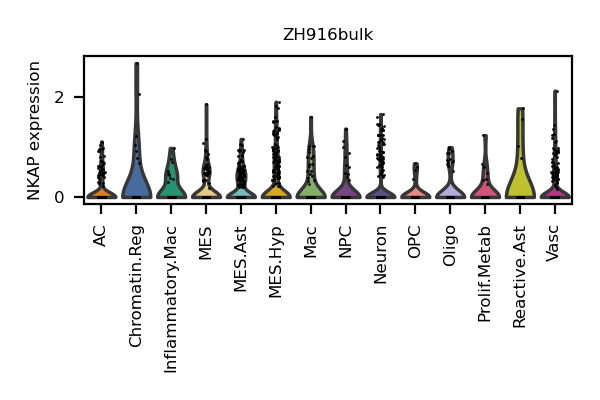 ZH916bulk
NKAP expression
2
0
AC
Chromatin.Reg
Inflammatory.Mac
MES
MES.Ast
MES.Hyp
Mac
NPC
Neuron
OPC
Oligo
Prolif.Metab
Reactive.Ast
Vasc